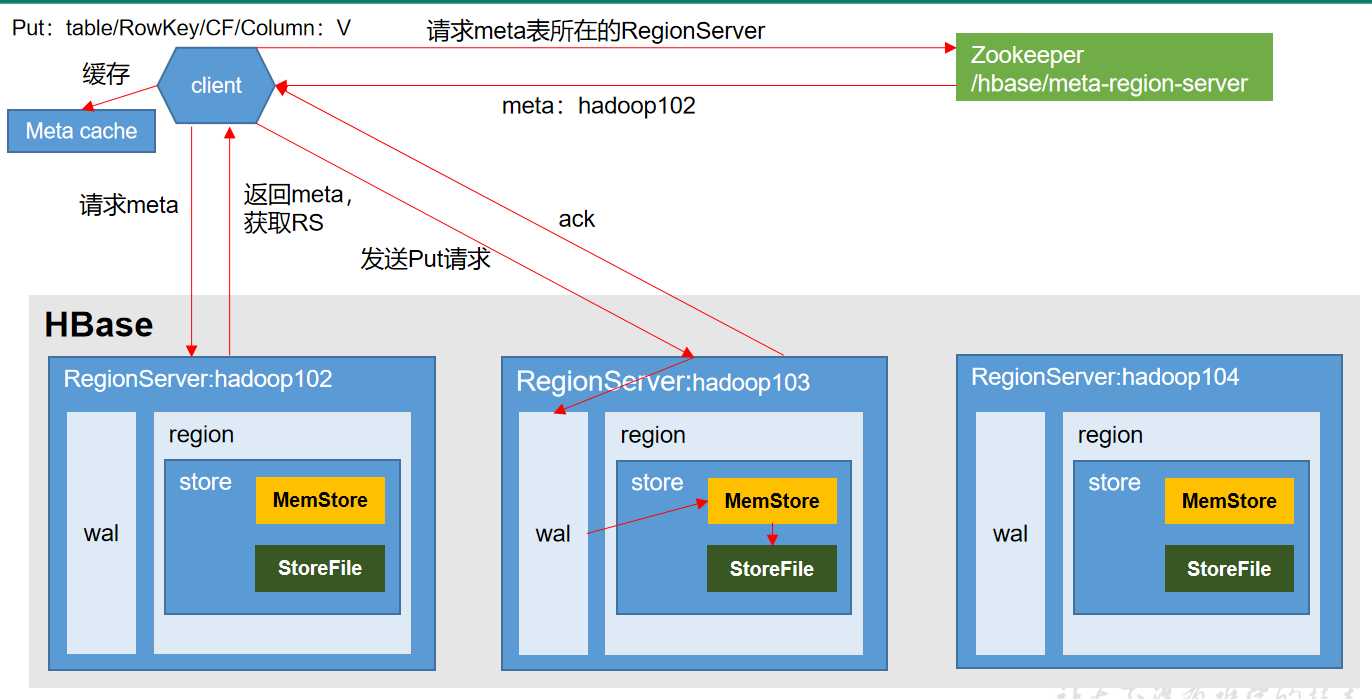 Put：table/RowKey/CF/Column：V
请求meta表所在的RegionServer
Zookeeper
/hbase/meta-region-server
缓存
client
meta：hadoop102
Meta cache
请求meta
返回meta，
获取RS
ack
发送Put请求
HBase
RegionServer:hadoop102
wal
region
store
MemStore
StoreFile
RegionServer:hadoop103
wal
region
store
MemStore
StoreFile
RegionServer:hadoop104
wal
region
store
MemStore
StoreFile